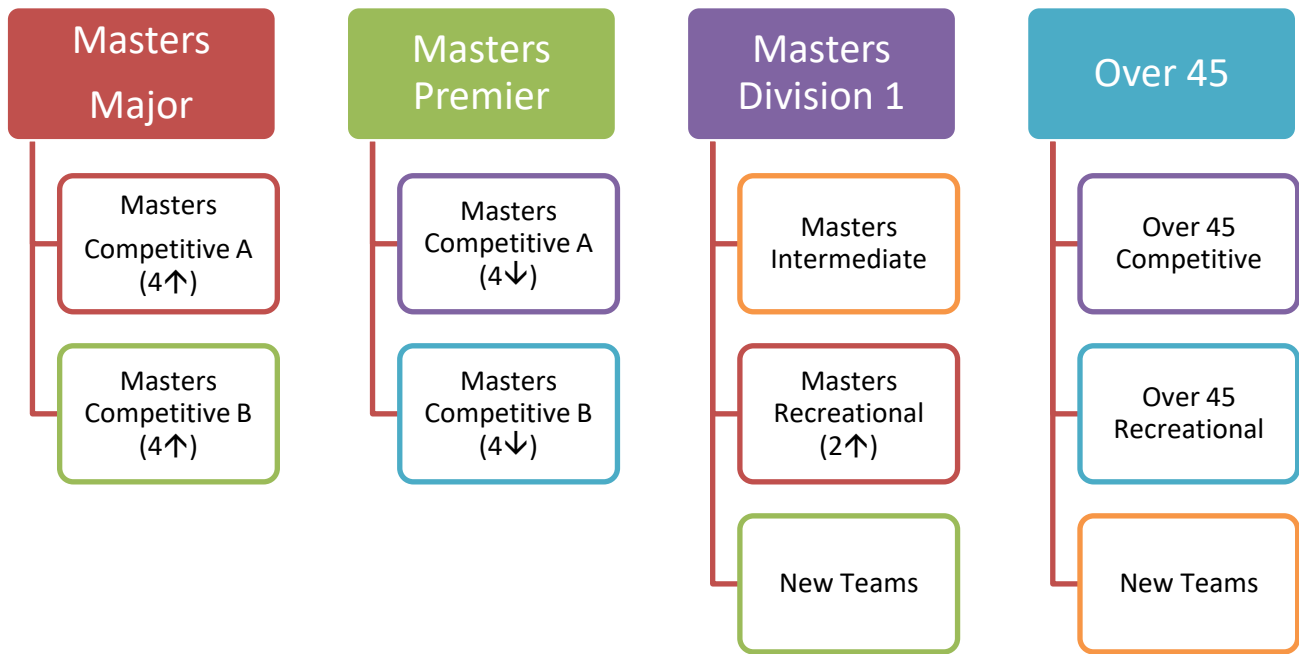 Masters
Major
Masters
Competitive A
(4↑)
Masters
Competitive B
(4↑)
Masters
Premier
Masters
Competitive A
(4↓)
Masters
Competitive B
(4↓)
Masters
Division 1
Masters
Intermediate
Masters
Recreational
(2↑)
New Teams
Over 45
Over 45
Competitive
Over 45
Recreational
New Teams